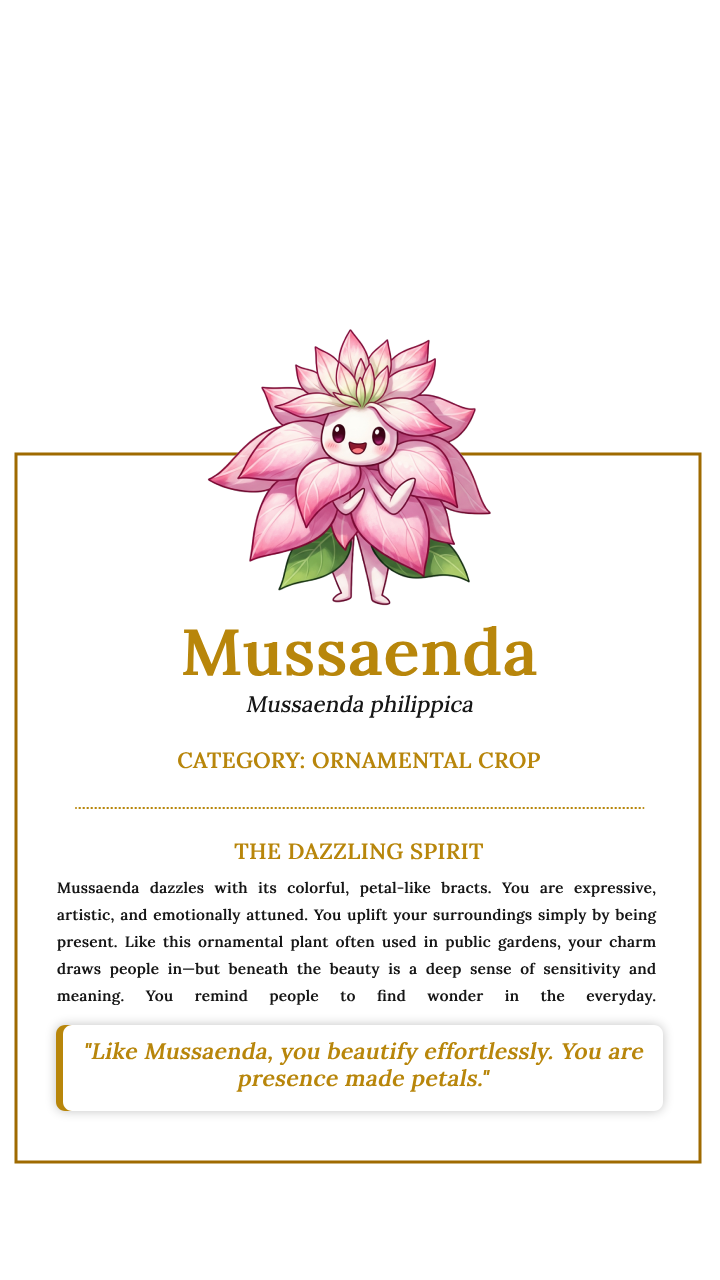 Mussaenda
Mussaenda philippica
CATEGORY: ORNAMENTAL CROP
THE DAZZLING SPIRIT
Mussaenda dazzles with its colorful, petal-like bracts. You are expressive,
artistic, and emotionally attuned. You uplift your surroundings simply by being
present. Like this ornamental plant often used in public gardens, your charm
draws people in—but beneath the beauty is a deep sense of sensitivity and
meaning. You remind people to find wonder in the everyday.
"Like Mussaenda, you beautify effortlessly. You are
presence made petals."